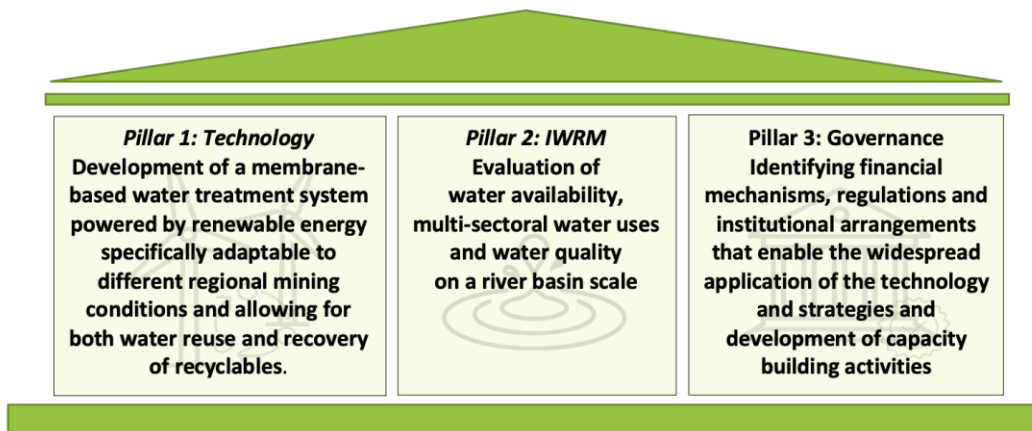 Pillar 1: Technology
Development of a membrane-
based water treatment system
powered by renewable energy
specifically adaptable to
different regional mining
conditions and allowing for
both water reuse and recovery
of recyclables.
Pillar 2: IWRM
Evaluation of
water availability,
multi-sectoral water uses
and water quality
on a river basin scale
Pillar 3: Governance
Identifying financial
mechanisms, regulations and
institutional arrangements
that enable the widespread
application of the technology
and strategies and
development of capacity
building activities